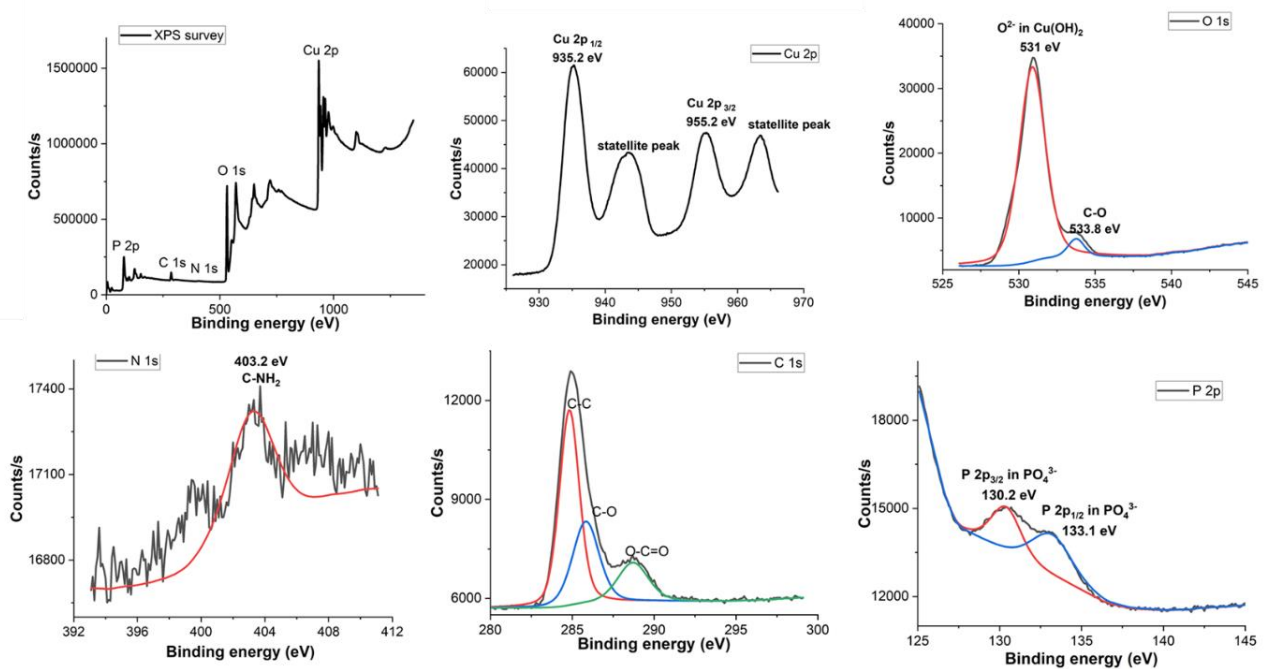 XPS survey
Cu 2p
O 1s
P 2p
C 1s
N 1s
1500000
1000000
500000
0
0
500
1000
Counts/s
Binding energy (eV)
Cu 2p
Cu 2p1/2
935.2 eV
statellite peak
Cu 2p3/2
955.2 eV
statellite peak
70000
60000
50000
40000
30000
20000
930
940
950
960
970
Counts/s
Binding energy (eV)
O 1s
O2- in Cu(OH)2
531 eV
C-O
533.8 eV
40000
30000
20000
10000
525
530
535
540
545
Counts/s
Binding energy (eV)
N 1s
403.2 eV
C-NH2
17400
17100
16800
392
396
400
404
408
412
Counts/s
Binding energy (eV)
C 1s
C-C
C-O
O-C=O
12000
9000
6000
280
285
290
295
300
Counts/s
Binding energy (eV)
P 2p
P 2p3/2 in PO43-
130.2 eV
P 2p1/2 in PO43-
133.1 eV
18000
15000
12000
125
130
135
140
145
Counts/s
Binding energy (eV)